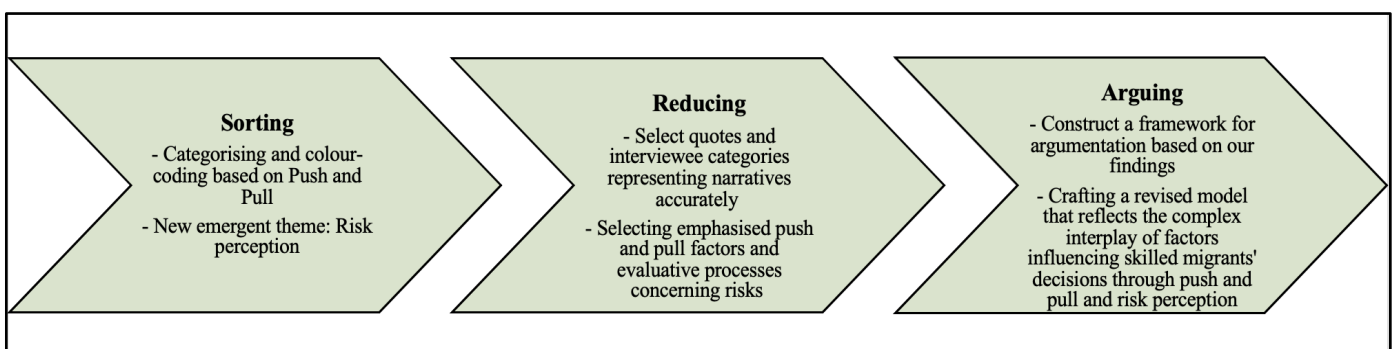 Sorting
- Categorising and colour-
coding based on Push and
Pull
- New emergent theme: Risk
perception
Reducing
- Select quotes and
interviewee categories
representing narratives
accurately
- Selecting emphasised push
and pull factors and
evaluative processes
concerning risks
Arguing
- Construct a framework for
argumentation based on our
findings
- Crafting a revised model
that reflects the complex
interplay of factors
influencing skilled migrants'
decisions through push and
pull and risk perception